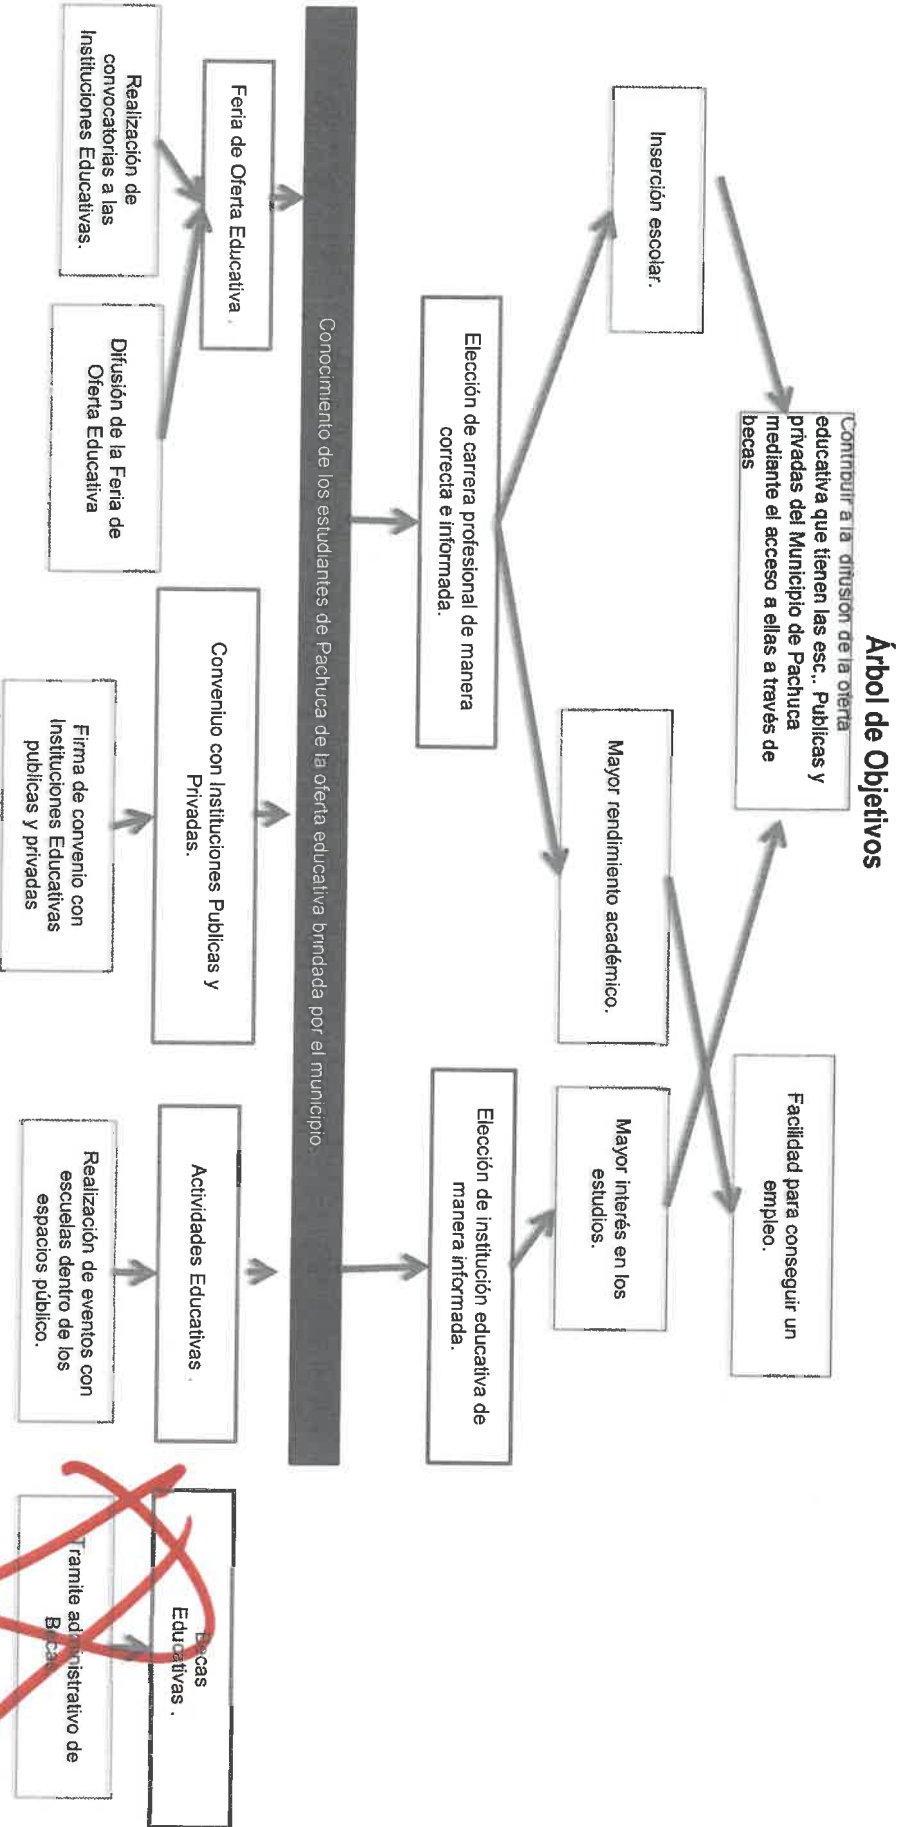 Árbol de Objetivos
Contribuir a la difusión de la oferta
educativa que tienen las esc,. Publicas y
privadas del Municipio de Pachuca
mediante el acceso a ellas a través de
becas
Facilidad para conseguir un
empleo.
Inserción escolar.
Mayor rendimiento académico.
Mayor interés en los
estudios.
Elección de carrera profesional de manera
correcta e informada.
Elección de institución educativa de
manera informada.
Conocimiento de los estudiantes de Pachuca de la oferta educativa brindada por el municipio.
Feria de Oferta Educativa .
Conveniuo con Instituciones Publicas y
Privadas.
Actividades Educativas .
Becas
Educativas .
Realización de
convocatorias a las
Instituciones Educativas.
Difusión de la Feria de
Oferta Educativa
Firma de convenio con
Instituciones Educativas
publicas y privadas
Realización de eventos con
escuelas dentro de los
espacios público.
Tramite administrativo de
Becas